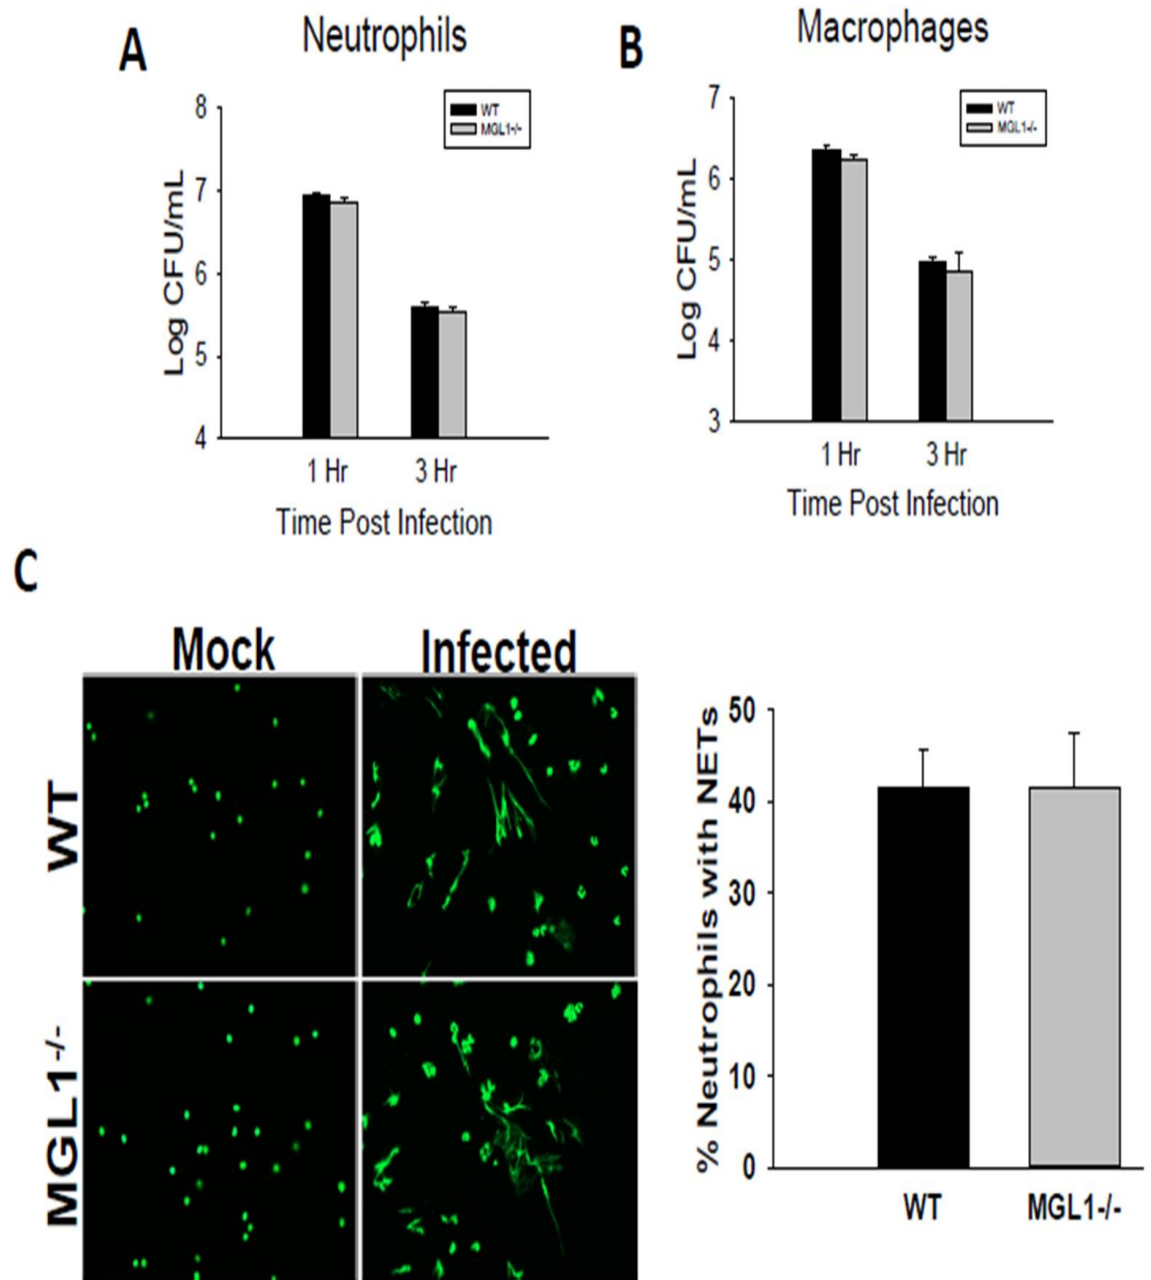 A
Neutrophils
8
7
6
5
4
Log CFU/mL
WT
MGL1-/-
1 Hr
3 Hr
Time Post Infection
B
Macrophages
7
6
5
4
3
Log CFU/mL
WT
MGL1-/-
1 Hr
3 Hr
Time Post Infection
C
Mock
Infected
WT
MGL1-/-
% Neutrophils with NETs
50
40
30
20
10
0
WT
MGL1-/-